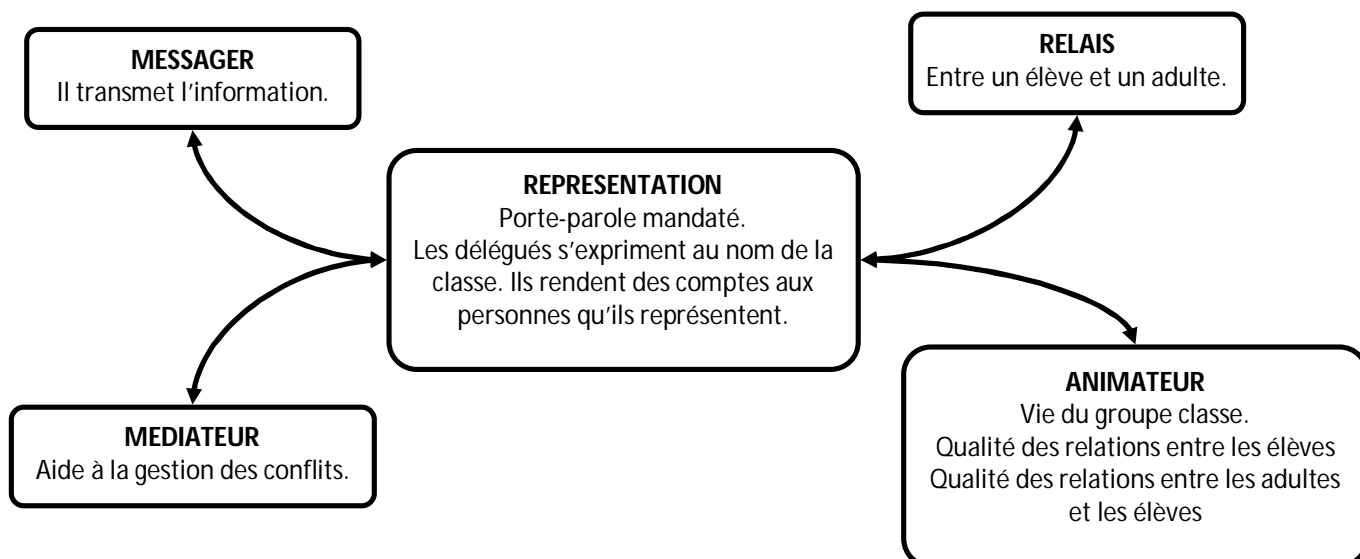 MESSAGER
Il transmet l’information.
RELAIS
Entre un élève et un adulte.
REPRESENTATION
Porte-parole mandaté.
Les délégués s’expriment au nom de la
classe. Ils rendent des comptes aux
personnes qu’ils représentent.
MEDIATEUR
Aide à la gestion des conflits.
ANIMATEUR
Vie du groupe classe.
Qualité des relations entre les élèves
Qualité des relations entre les adultes
et les élèves